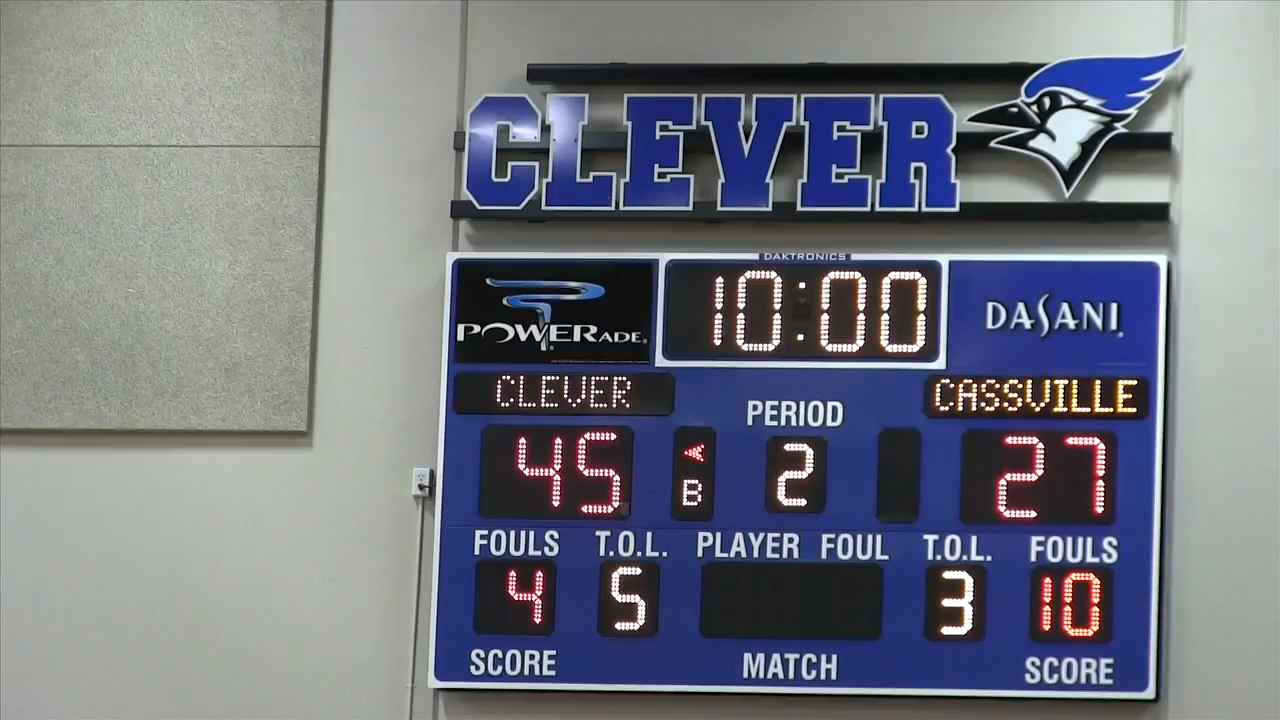 CLEVER
DAKTRONICS
POWERADE
10:00
DASANI
CLEVER
PERIOD
CASSVILLE
45
B
2
27
FOULS T.O.L. PLAYER FOUL T.O.L. FOULS
4 5 3 10
SCORE MATCH SCORE